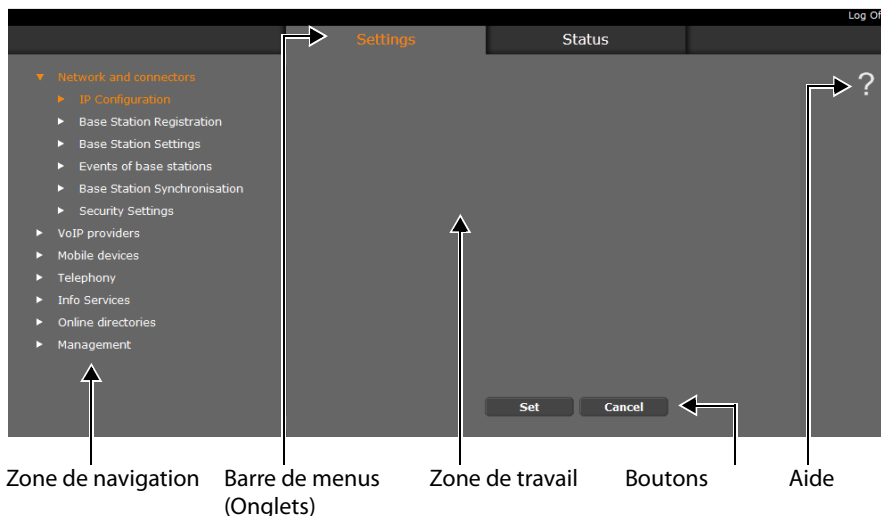 Log Of
Settings
Status
Network and connectors
IP Configuration
Base Station Registration
Base Station Settings
Events of base stations
Base Station Synchronisation
Security Settings
VoIP providers
Mobile devices
Telephony
Info Services
Online directories
Management
?
Set
Cancel
Zone de navigation
Barre de menus
(Onglets)
Zone de travail
Boutons
Aide